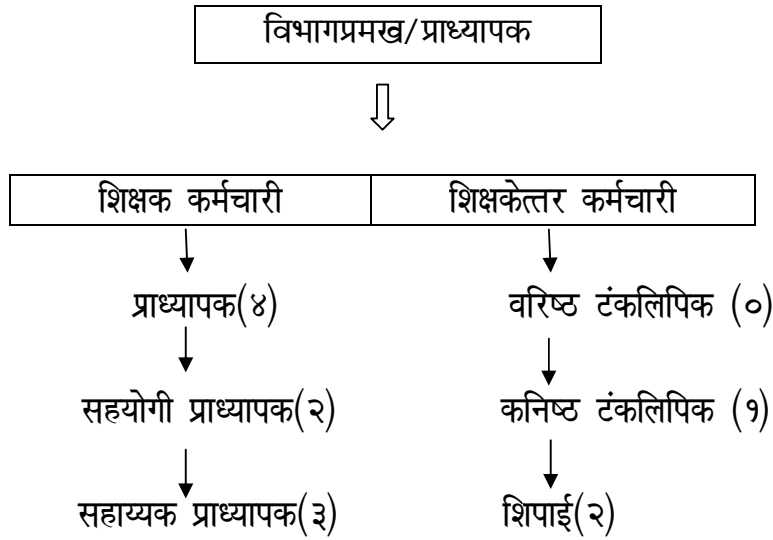 विभागप्रमख/प्राध्यापक
शिक्षक कर्मचारी शिक्षकेत्तर कर्मचारी
प्राध्यापक(४) वरिष्ठ टंकलिपिक (०)
सहयोगी प्राध्यापक(२) कनिष्ठ टंकलिपिक (१)
सहाय्यक प्राध्यापक(३) शिपाई(२)